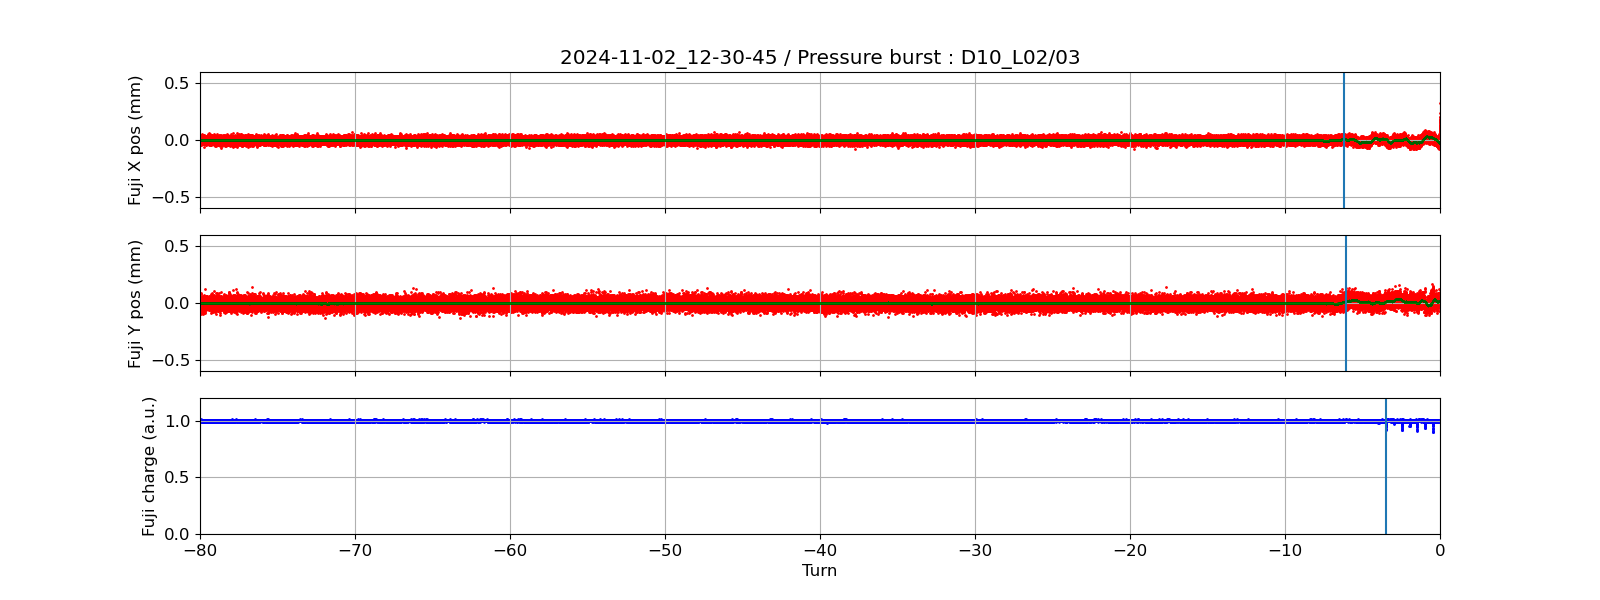 2024-11-02_12-30-45 / Pressure burst : D10_L02/03
Fuji X pos (mm)
0.5
0.0
−0.5
Fuji Y pos (mm)
0.5
0.0
−0.5
Fuji charge (a.u.)
1.0
0.5
0.0
−80 −70 −60 −50 −40 −30 −20 −10 0
Turn